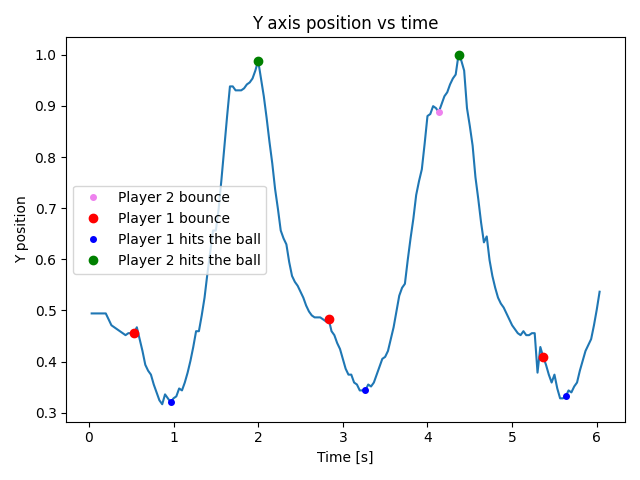 Y axis position vs time
1.0
0.9
0.8
0.7
0.6
0.5
0.4
0.3
Y position
Player 2 bounce
Player 1 bounce
Player 1 hits the ball
Player 2 hits the ball
0 1 2 3 4 5 6
Time [s]